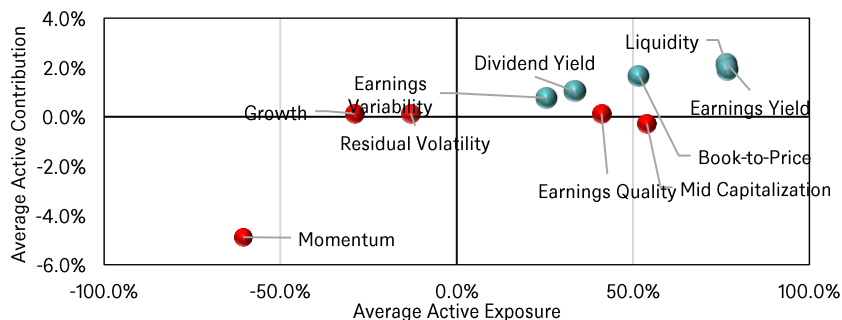 4.0%
2.0%
0.0%
-2.0%
-4.0%
-6.0%
Average Active Contribution
Liquidity
Dividend Yield
Earnings
Variability
Growth
Earnings Yield
Residual Volatility
Book-to-Price
Earnings Quality
Mid Capitalization
Momentum
-100.0%
-50.0%
0.0%
50.0%
100.0%
Average Active Exposure